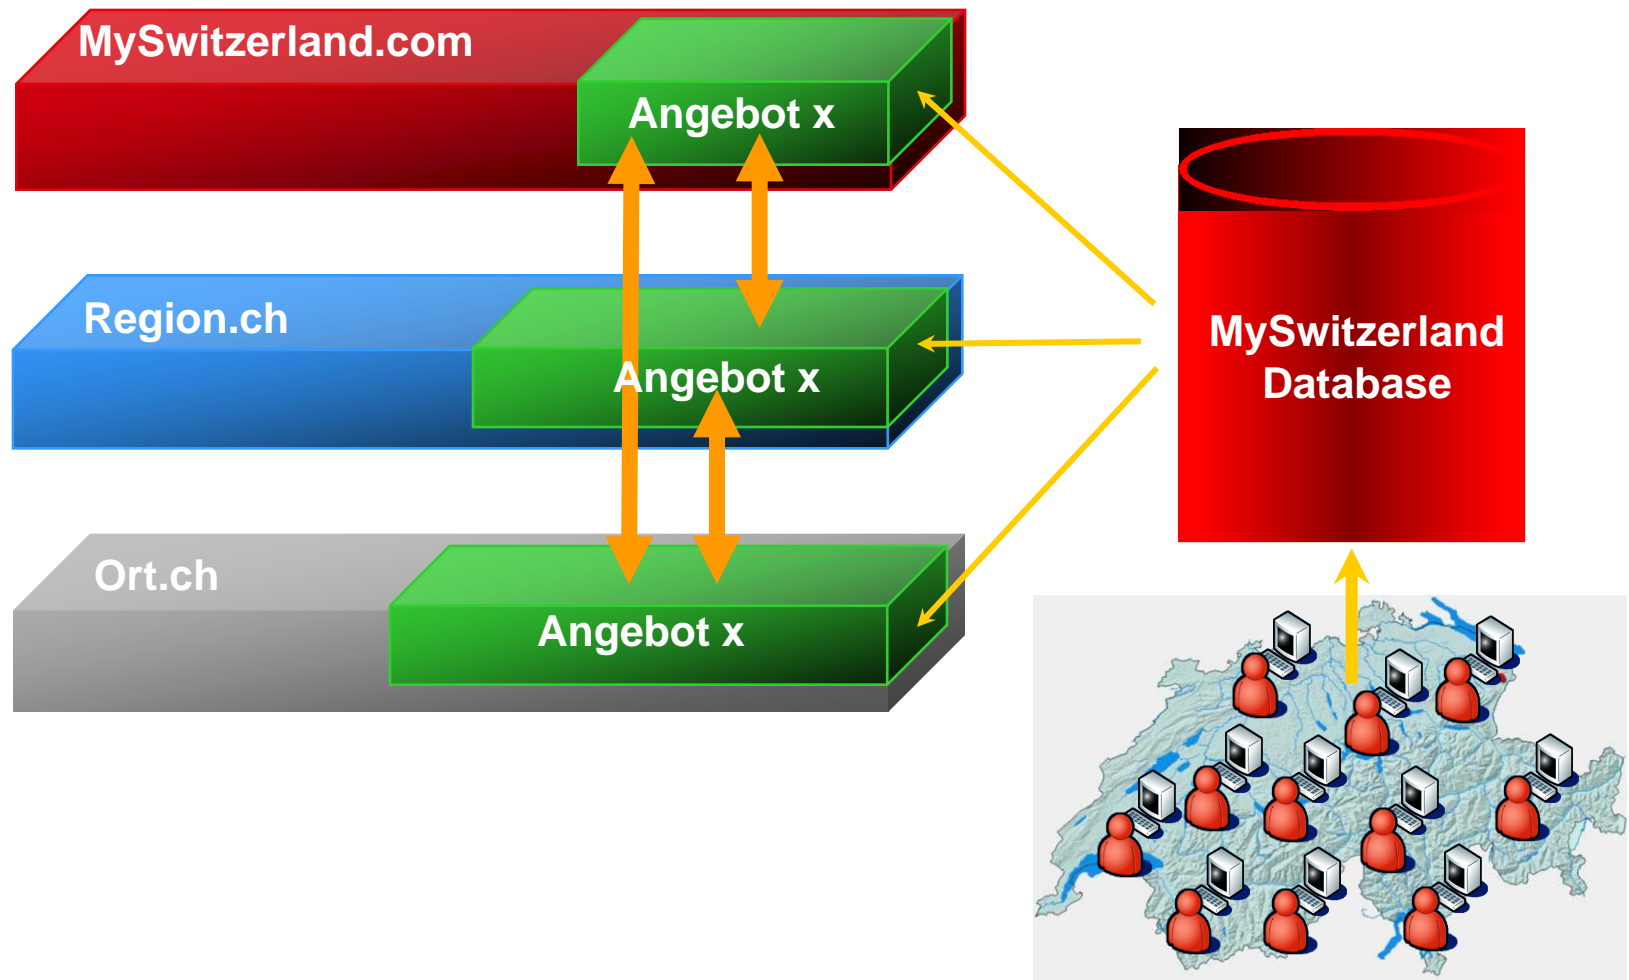 MySwitzerland.com
Angebot x
Region.ch
Angebot x
Ort.ch
Angebot x
MySwitzerland
Database